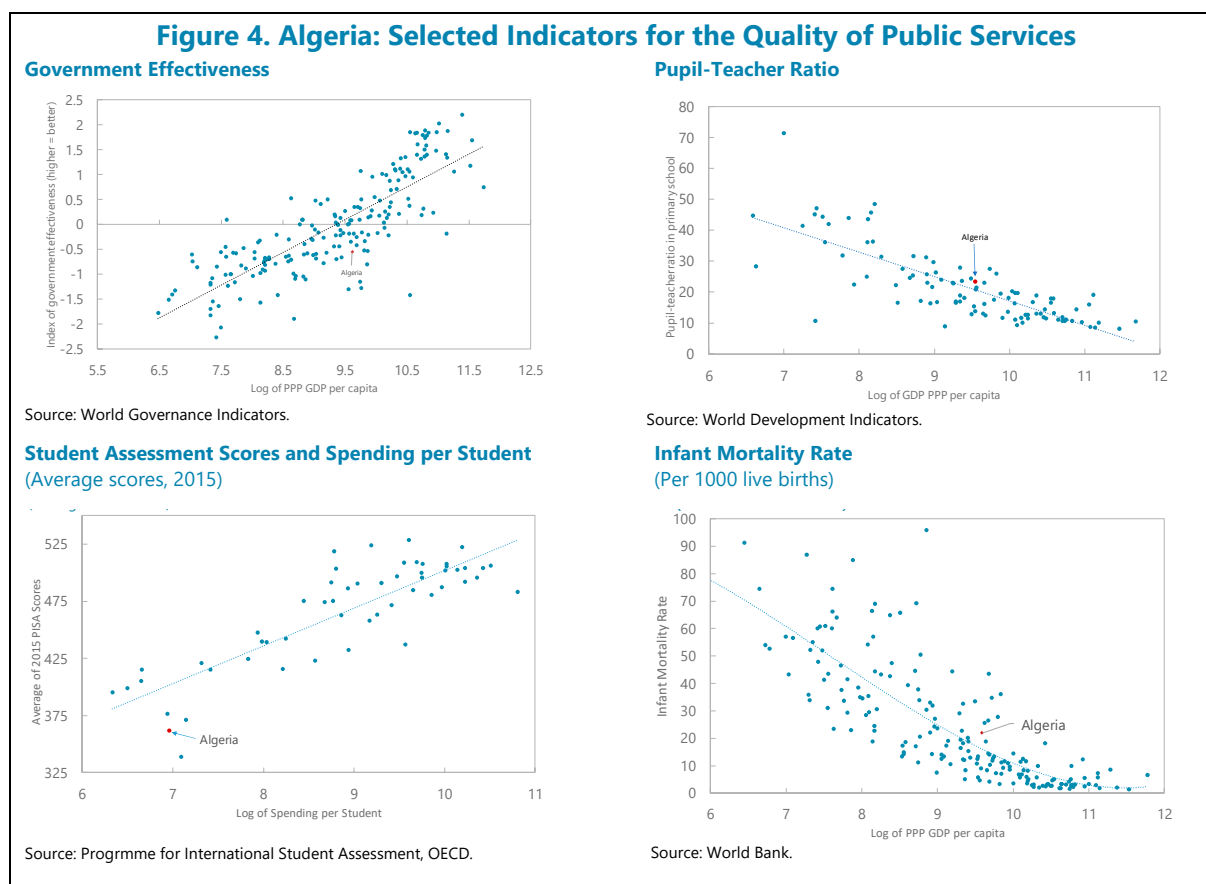 Figure 4. Algeria: Selected Indicators for the Quality of Public Services
Government Effectiveness
Index of government effectiveness (higher = better)
2.5
2
1.5
1
0.5
0
-0.5
-1
-1.5
-2
-2.5
Algeria
5.5 6.5 7.5 8.5 9.5 10.5 11.5 12.5
Log of PPP GDP per capita
Source: World Governance Indicators.
Pupil-Teacher Ratio
Pupil-teacher ratio in primary school
80
70
60
50
40
30
20
10
0
Algeria
6 7 8 9 10 11 12
Log of GDP PPP per capita
Source: World Development Indicators.
Student Assessment Scores and Spending per Student
(Average scores, 2015)
Average of 2015 PISA Scores
525
475
425
375
325
Algeria
6 7 8 9 10 11
Log of Spending per Student
Source: Progrmme for International Student Assessment, OECD.
Infant Mortality Rate
(Per 1000 live births)
Infant Mortality Rate
100
90
80
70
60
50
40
30
20
10
0
Algeria
6 7 8 9 10 11 12
Log of PPP GDP per capita
Source: World Bank.